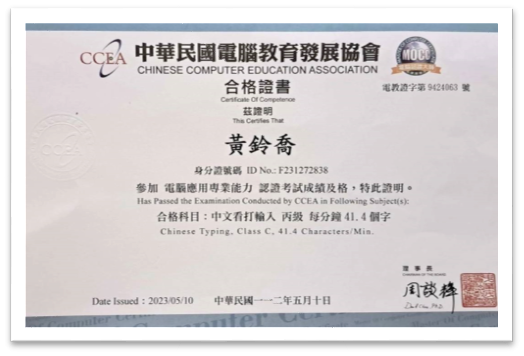 CCEA 中華民國電腦教育發展協會
CHINESE COMPUTER EDUCATION ASSOCIATION
MOCC
合格證書
Certificate Of Competence
電教證字第 9424063 號
茲證明
This Certifies That
黃鈴喬
身分證號碼 ID No.: F231272838
參加 電腦應用專業能力 認證考試成績及格，特此證明。
Has Passed the Examination Conducted by CCEA in Following Subject(s):
合格科目：中文看打輸入 丙級 每分鐘 41.4 個字
Chinese Typing, Class C, 41.4 Characters/Min.
理事長
Date Issued：2023/05/10 中華民國一一二年五月十日